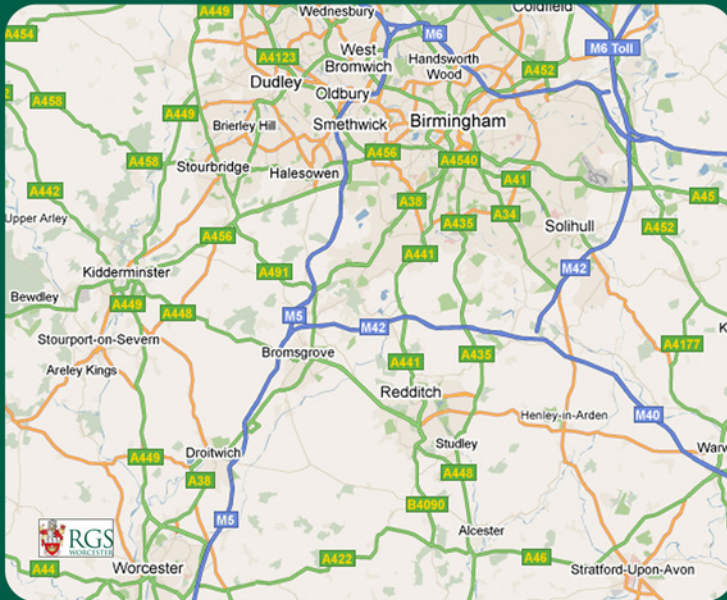 A449
Wednesbury
A454
M6
M6 Toll
West
Bromwich
A4123
Handsworth
Wood
A452
Dudley
Oldbury
A458
A449
Brierley Hill
Smethwick
Birmingham
A456
A4540
A458
Stourbridge
Halesowen
A41
A442
A38
A45
Upper Arley
A435
A34
A452
Solihull
A456
A441
Kidderminster
A491
M42
Bewdley
A449
A448
M5
M42
Stourport-on-Severn
A4177
Bromsgrove
A441
A435
Areley Kings
Redditch
Henley-in-Arden
M40
Studley
A449
Droitwich
A448
A38
B4090
M5
Alcester
RGS
WORCESTER
A422
A46
A44
Worcester
Stratford-Upon-Avon